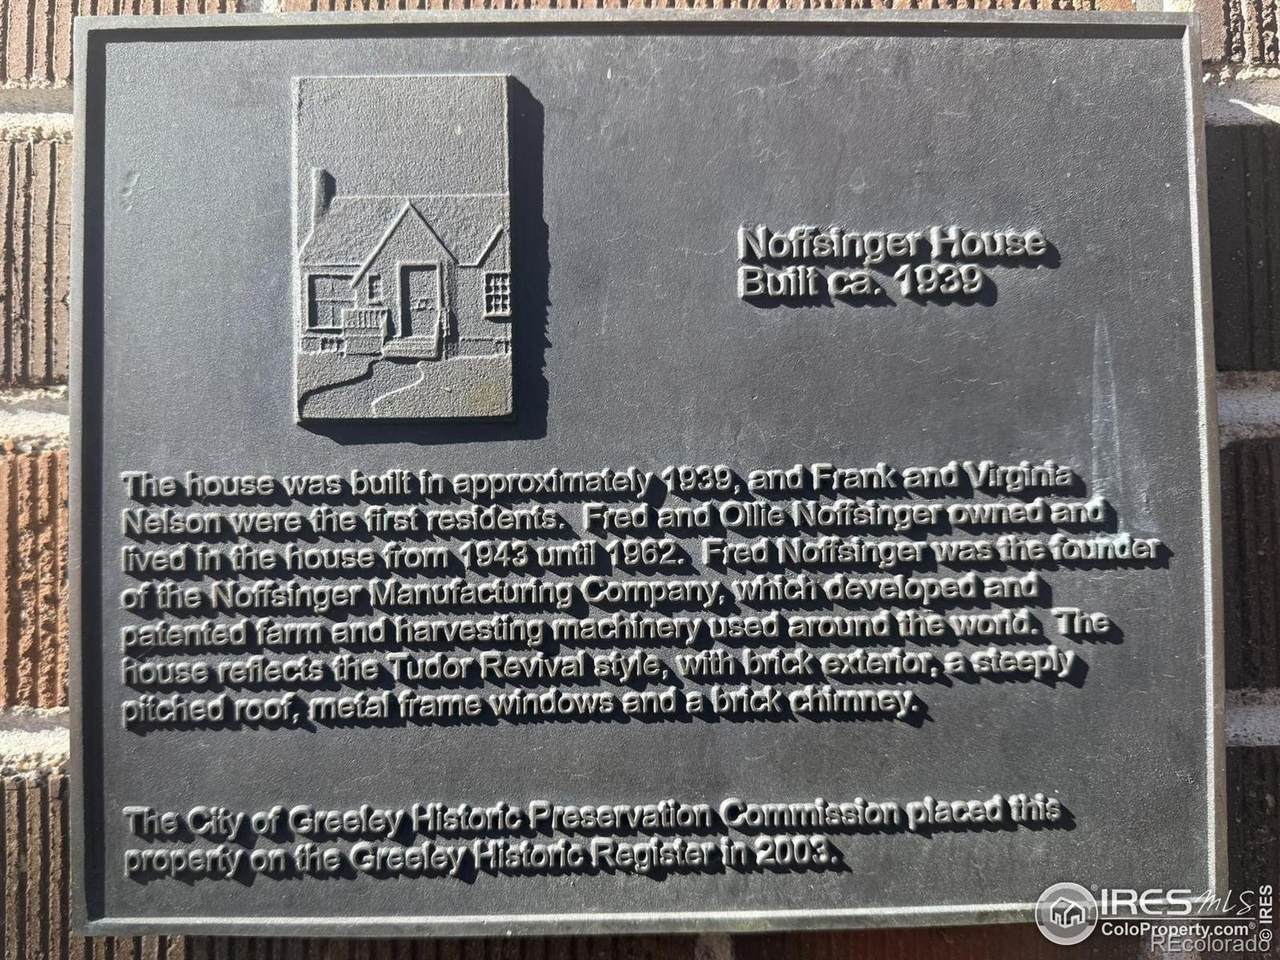 Noffsinger House
Built ca. 1939
The house was built in approximately 1939, and Frank and Virginia
Nelson were the first residents.  Fred and Ollie Noffsinger owned and
lived in the house from 1943 until 1962.  Fred Noffsinger was the founder
of the Noffsinger Manufacturing Company, which developed and
patented farm and harvesting machinery used around the world.  The
house reflects the Tudor Revival style, with brick exterior, a steeply
pitched roof, metal frame windows and a brick chimney.
The City of Greeley Historic Preservation Commission placed this
property on the Greeley Historic Register in 2003.
IRES MLS
ColoProperty.com®
REcolorado
© IRES